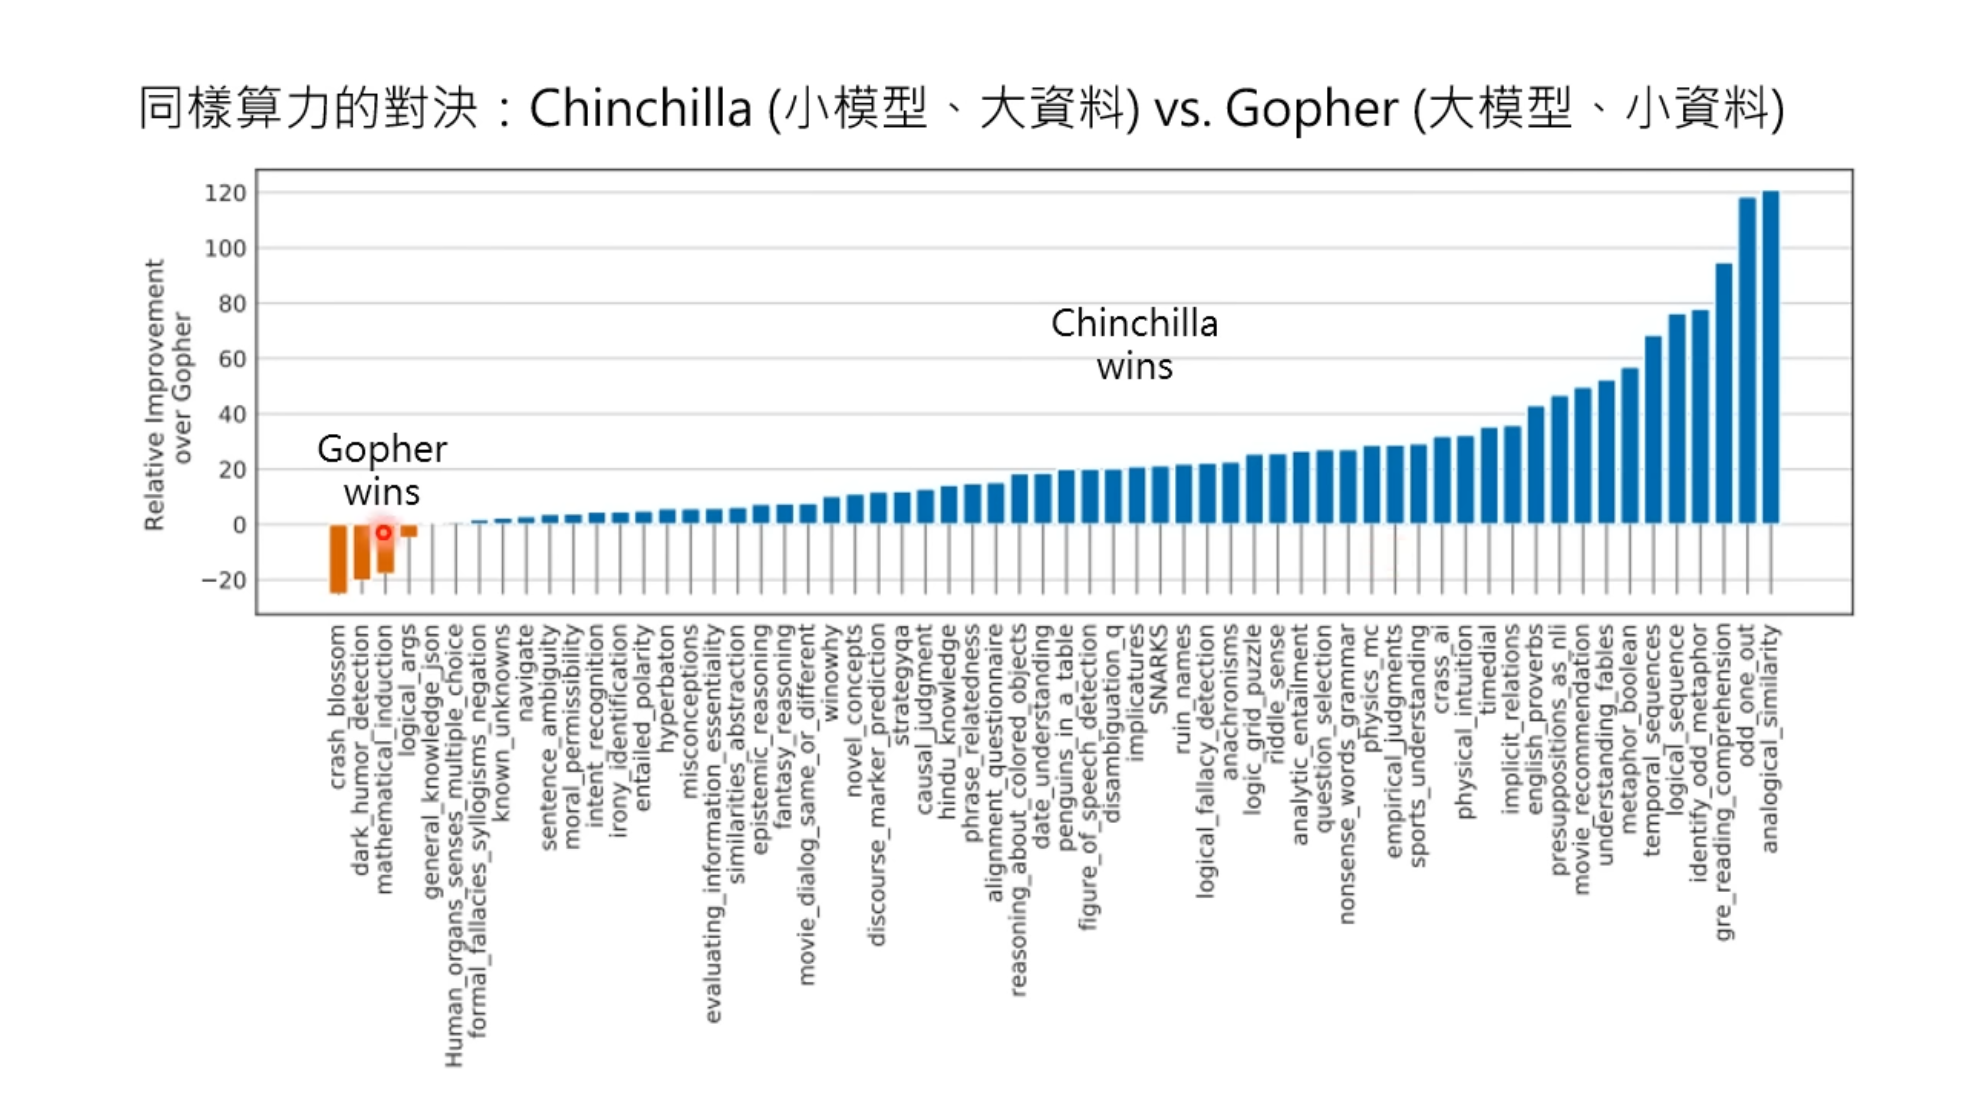 同樣算力的對決：Chinchilla (小模型、大資料) vs. Gopher (大模型、小資料)
Relative Improvement
over Gopher
120
100
80
60
40
20
0
−20
Chinchilla
wins
Gopher
wins
crash_blossom
dark_humor_detection
mathematical_induction
logical_args
general_knowledge_json
Human_organs_senses_multiple_choice
formal_fallacies_syllogisms_negation
known_unknowns
navigate
sentence_ambiguity
moral_permissibility
intent_recognition
irony_identification
entailed_polarity
hyperbaton
misconceptions
evaluating_information_essentiality
similarities_abstraction
epistemic_reasoning
fantasy_reasoning
movie_dialog_same_or_different
winowhy
novel_concepts
discourse_marker_prediction
strategyqa
causal_judgment
hindu_knowledge
phrase_relatedness
alignment_questionnaire
reasoning_about_colored_objects
date_understanding
penguins_in_a_table
figure_of_speech_detection
disambiguation_q
implicatures
SNARKS
ruin_names
logical_fallacy_detection
anachronisms
logic_grid_puzzle
riddle_sense
analytic_entailment
question_selection
nonsense_words_grammar
physics_mc
empirical_judgments
sports_understanding
crass_ai
physical_intuition
timedial
implicit_relations
english_proverbs
presuppositions_as_nli
movie_recommendation
understanding_fables
metaphor_boolean
temporal_sequences
logical_sequence
identify_odd_metaphor
gre_reading_comprehension
odd_one_out
analogical_similarity